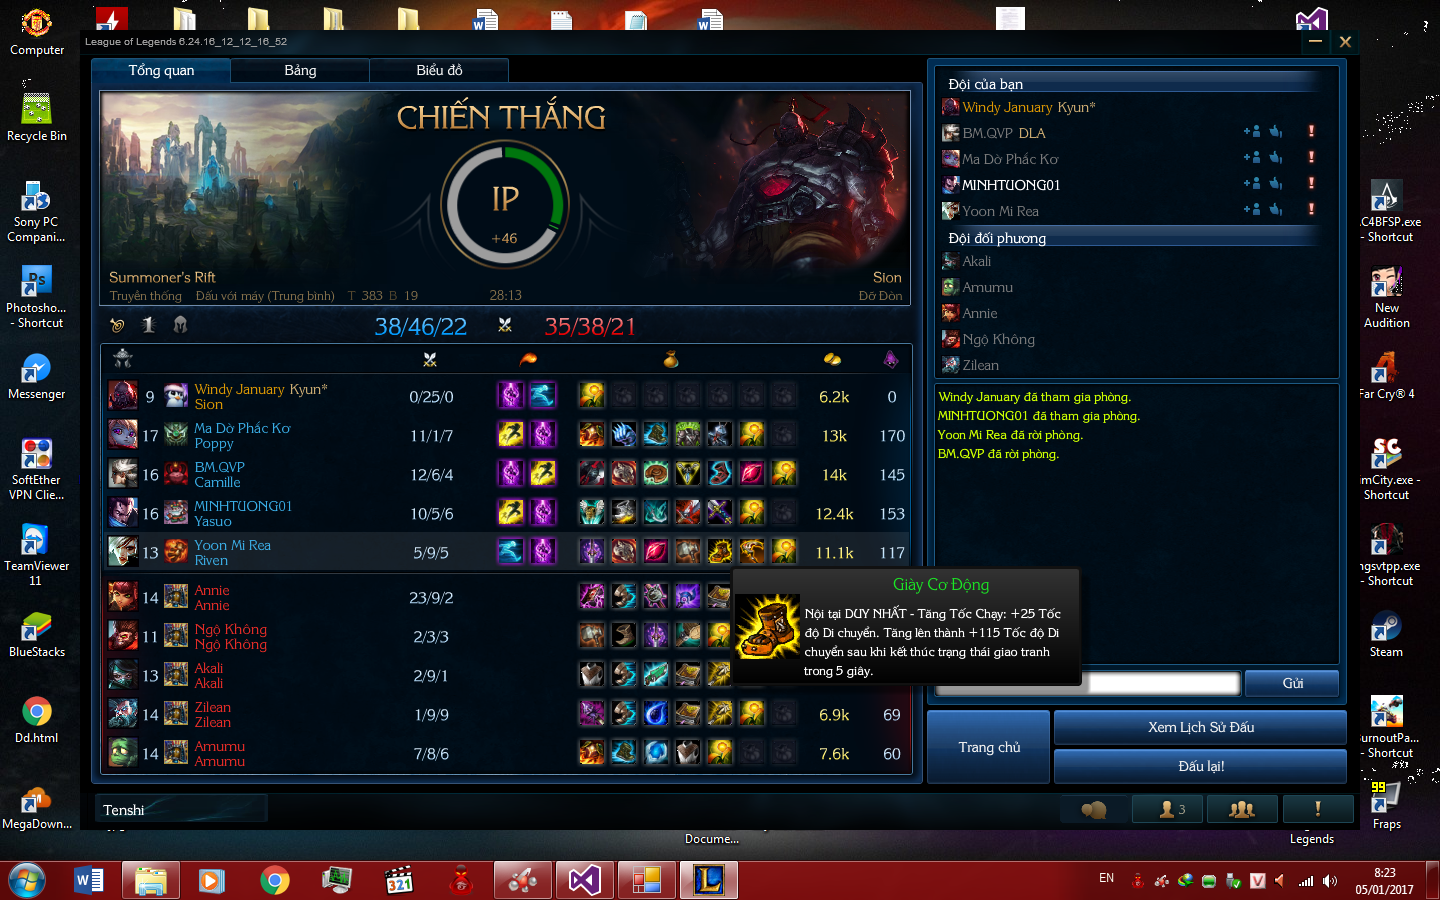 League of Legends 6.24.16_12_12_16_52
Computer
Recycle Bin
Sony PC
Compani...
Photosho...
- Shortcut
Messenger
SoftEther
VPN Clie...
TeamViewer
11
BlueStacks
Dd.html
MegaDown...
Tổng quan
Bảng
Biểu đồ
CHIẾN THẮNG
IP
+46
Summoner's Rift
Sion
Truyền thống Đấu với máy (Trung bình) T 383 B 19
28:13
Đỡ Đòn
1
38/46/22
35/38/21
9 Windy January Kyun* 0/25/0 6.2k 0
Sion
17 Ma Dờ Phắc Kơ 11/1/7 13k 170
Poppy
16 BM.QVP 12/6/4 14k 145
Camille
16 MINHTUONG01 10/5/6 12.4k 153
Yasuo
13 Yoon Mi Rea 5/9/5 11.1k 117
Riven
14 Annie 23/9/2
Annie
11 Ngộ Không 2/3/3
Ngộ Không
13 Akali 2/9/1
Akali
14 Zilean 1/9/9 6.9k 69
Zilean
14 Amumu 7/8/6 7.6k 60
Amumu
Giày Cơ Động
Nội tại DUY NHẤT - Tăng Tốc Chạy: +25 Tốc
độ Di chuyển. Tăng lên thành +115 Tốc độ Di
chuyển sau khi kết thúc trạng thái giao tranh
trong 5 giây.
Đội của bạn
Windy January Kyun*
BM.QVP DLA
Ma Dờ Phắc Kơ
MINHTUONG01
Yoon Mi Rea
Đội đối phương
Akali
Amumu
Annie
Ngộ Không
Zilean
Windy January đã tham gia phòng.
MINHTUONG01 đã tham gia phòng.
Yoon Mi Rea đã rời phòng.
BM.QVP đã rời phòng.
Gửi
Trang chủ
Xem Lịch Sử Đấu
Đấu lại!
Tenshi
3
C4BFSP.exe
- Shortcut
New
Audition
Far Cry® 4
imCity.exe -
Shortcut
ngsvtpp.exe
- Shortcut
Steam
urnoutPa...
- Shortcut
99
Fraps
Docume...
Legends
321
EN
8:23
05/01/2017